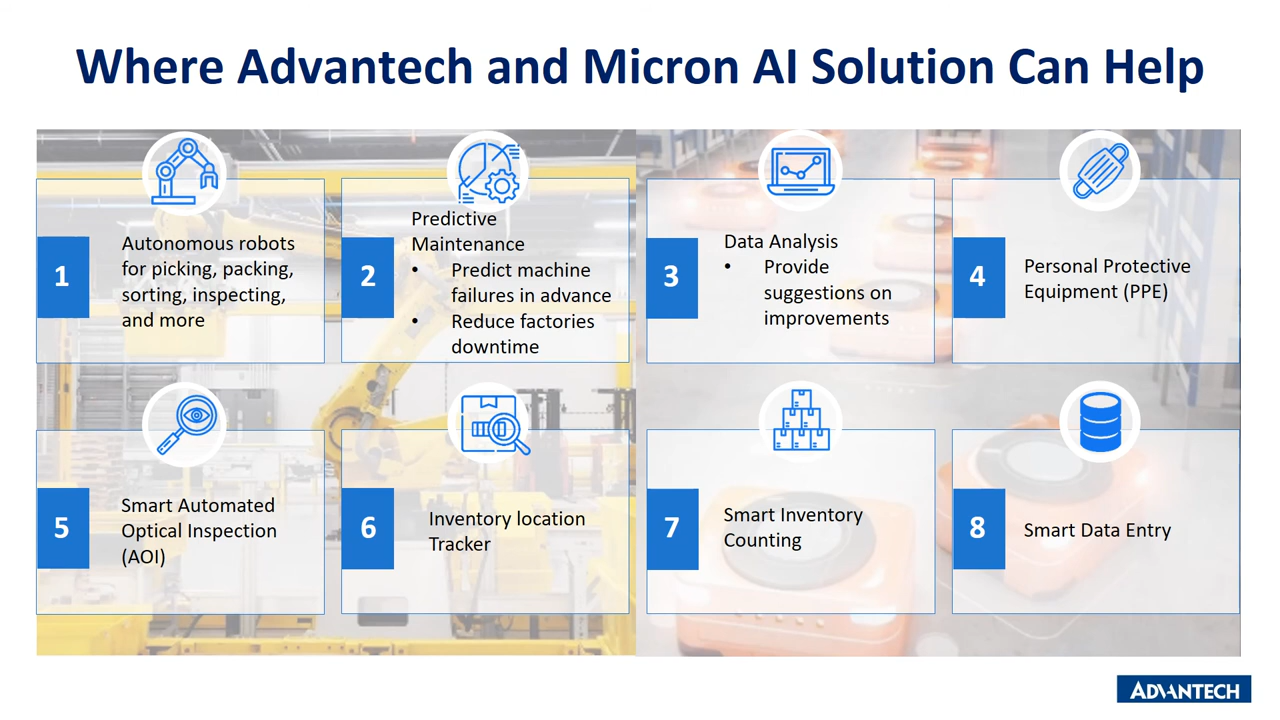 Where Advantech and Micron AI Solution Can Help
1
Autonomous robots
for picking, packing,
sorting, inspecting,
and more
2
Predictive
Maintenance
• Predict machine
failures in advance
• Reduce factories
downtime
3
Data Analysis
• Provide
suggestions on
improvements
4
Personal Protective
Equipment (PPE)
5
Smart Automated
Optical Inspection
(AOI)
6
Inventory location
Tracker
7
Smart Inventory
Counting
8
Smart Data Entry
ADVANTECH